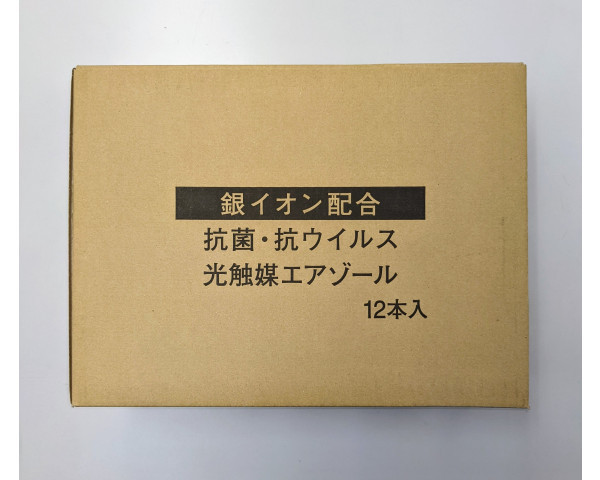 銀イオン配合
抗菌・抗ウイルス
光触媒エアゾール
12本入